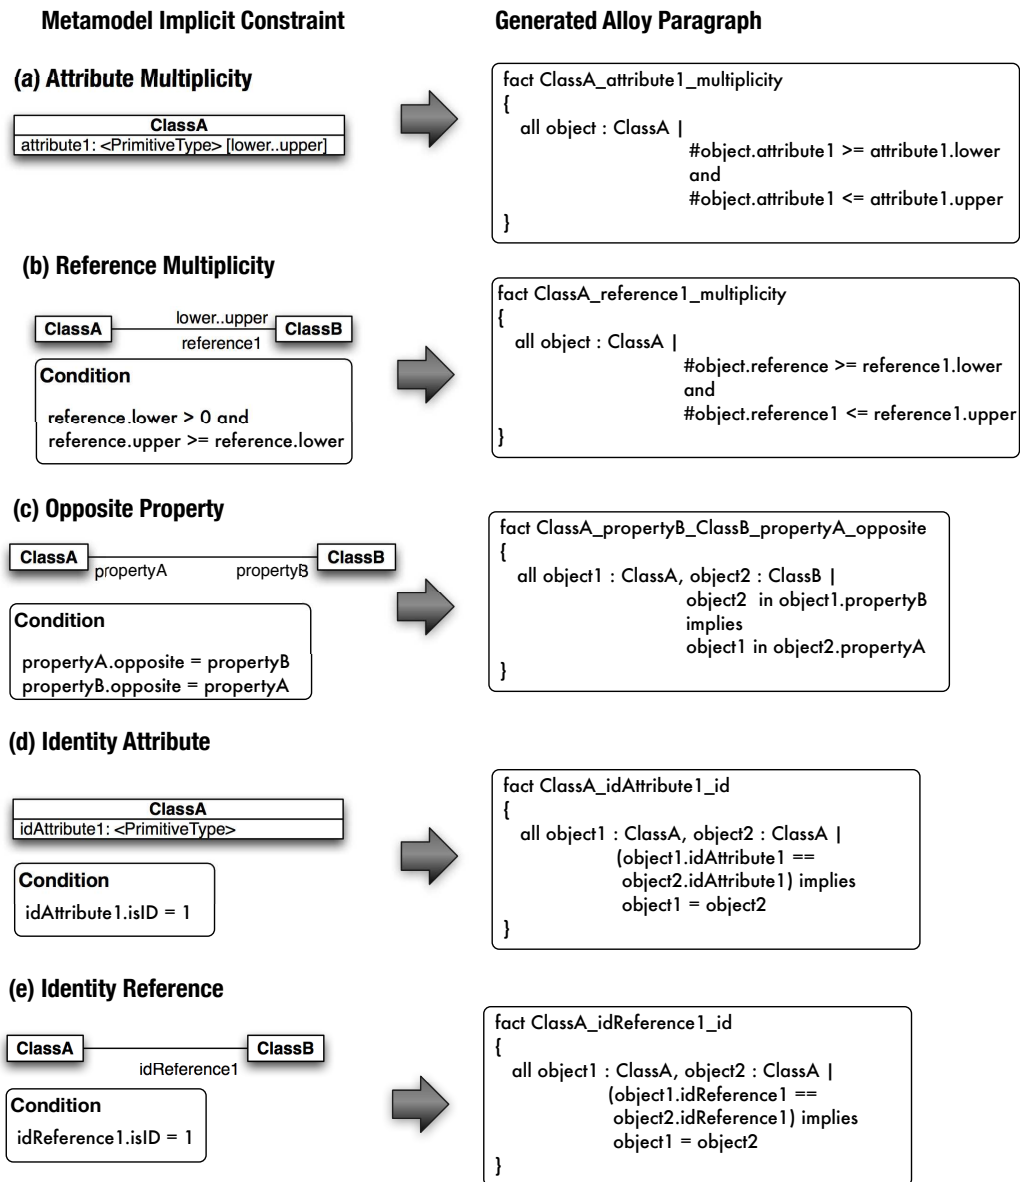 Metamodel Implicit Constraint
Generated Alloy Paragraph
(a) Attribute Multiplicity
ClassA
attribute1: <PrimitiveType> [lower..upper]
fact ClassA_attribute1_multiplicity
{
all object : ClassA |
#object.attribute1 >= attribute1.lower
and
#object.attribute1 <= attribute1.upper
}
(b) Reference Multiplicity
ClassA
lower..upper
reference1
ClassB
Condition
reference.lower > 0 and
reference.upper >= reference.lower
fact ClassA_reference1_multiplicity
{
all object : ClassA |
#object.reference >= reference1.lower
and
#object.reference1 <= reference1.upper
}
(c) Opposite Property
ClassA
propertyA
propertyB
ClassB
Condition
propertyA.opposite = propertyB
propertyB.opposite = propertyA
fact ClassA_propertyB_ClassB_propertyA_opposite
{
all object1 : ClassA, object2 : ClassB |
object2 in object1.propertyB
implies
object1 in object2.propertyA
}
(d) Identity Attribute
ClassA
idAttribute1: <PrimitiveType>
Condition
idAttribute1.isID = 1
fact ClassA_idAttribute1_id
{
all object1 : ClassA, object2 : ClassA |
(object1.idAttribute1 ==
object2.idAttribute1) implies
object1 = object2
}
(e) Identity Reference
ClassA
idReference1
ClassB
Condition
idReference1.isID = 1
fact ClassA_idReference1_id
{
all object1 : ClassA, object2 : ClassA |
(object1.idReference1 ==
object2.idReference1) implies
object1 = object2
}